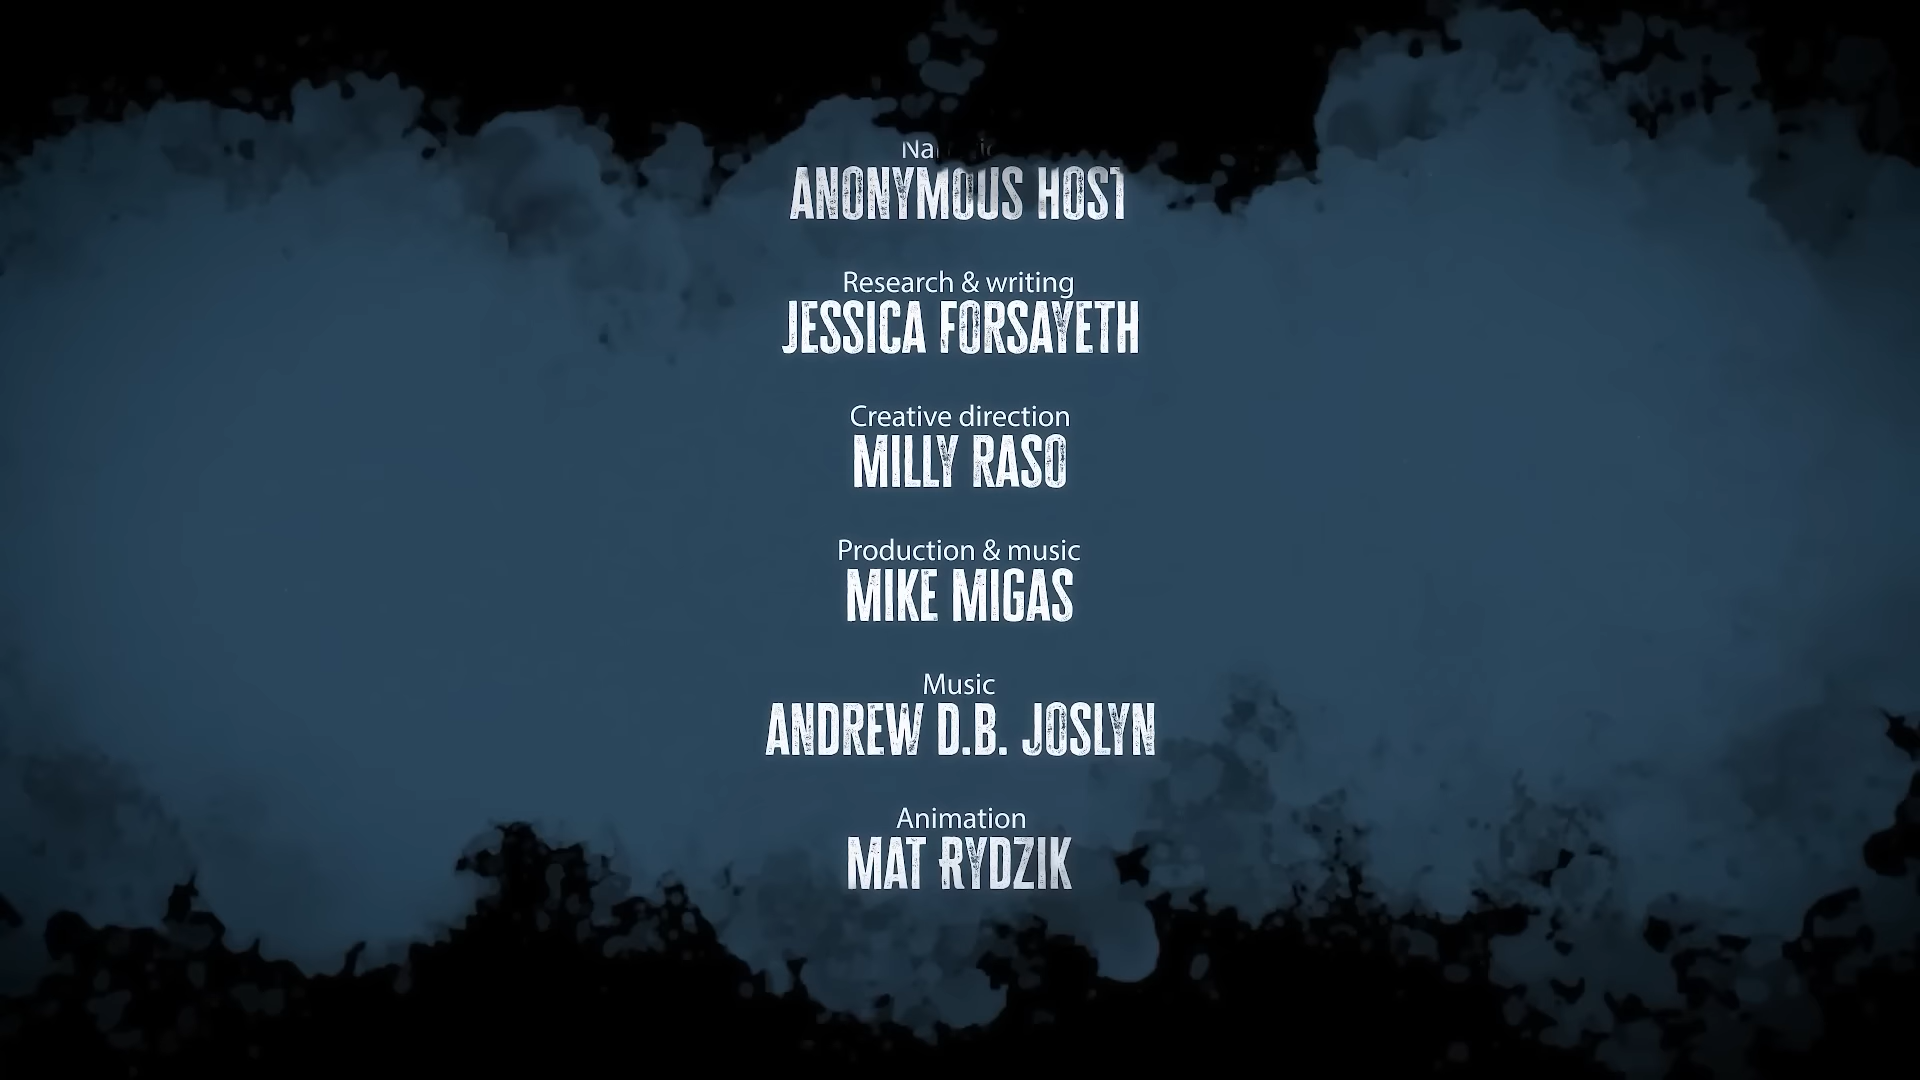 ANONYMOUS HOST
Research & writing
JESSICA FORSAYETH
Creative direction
MILLY RASO
Production & music
MIKE MIGAS
Music
ANDREW D.B. JOSLYN
Animation
MAT RYDZIK